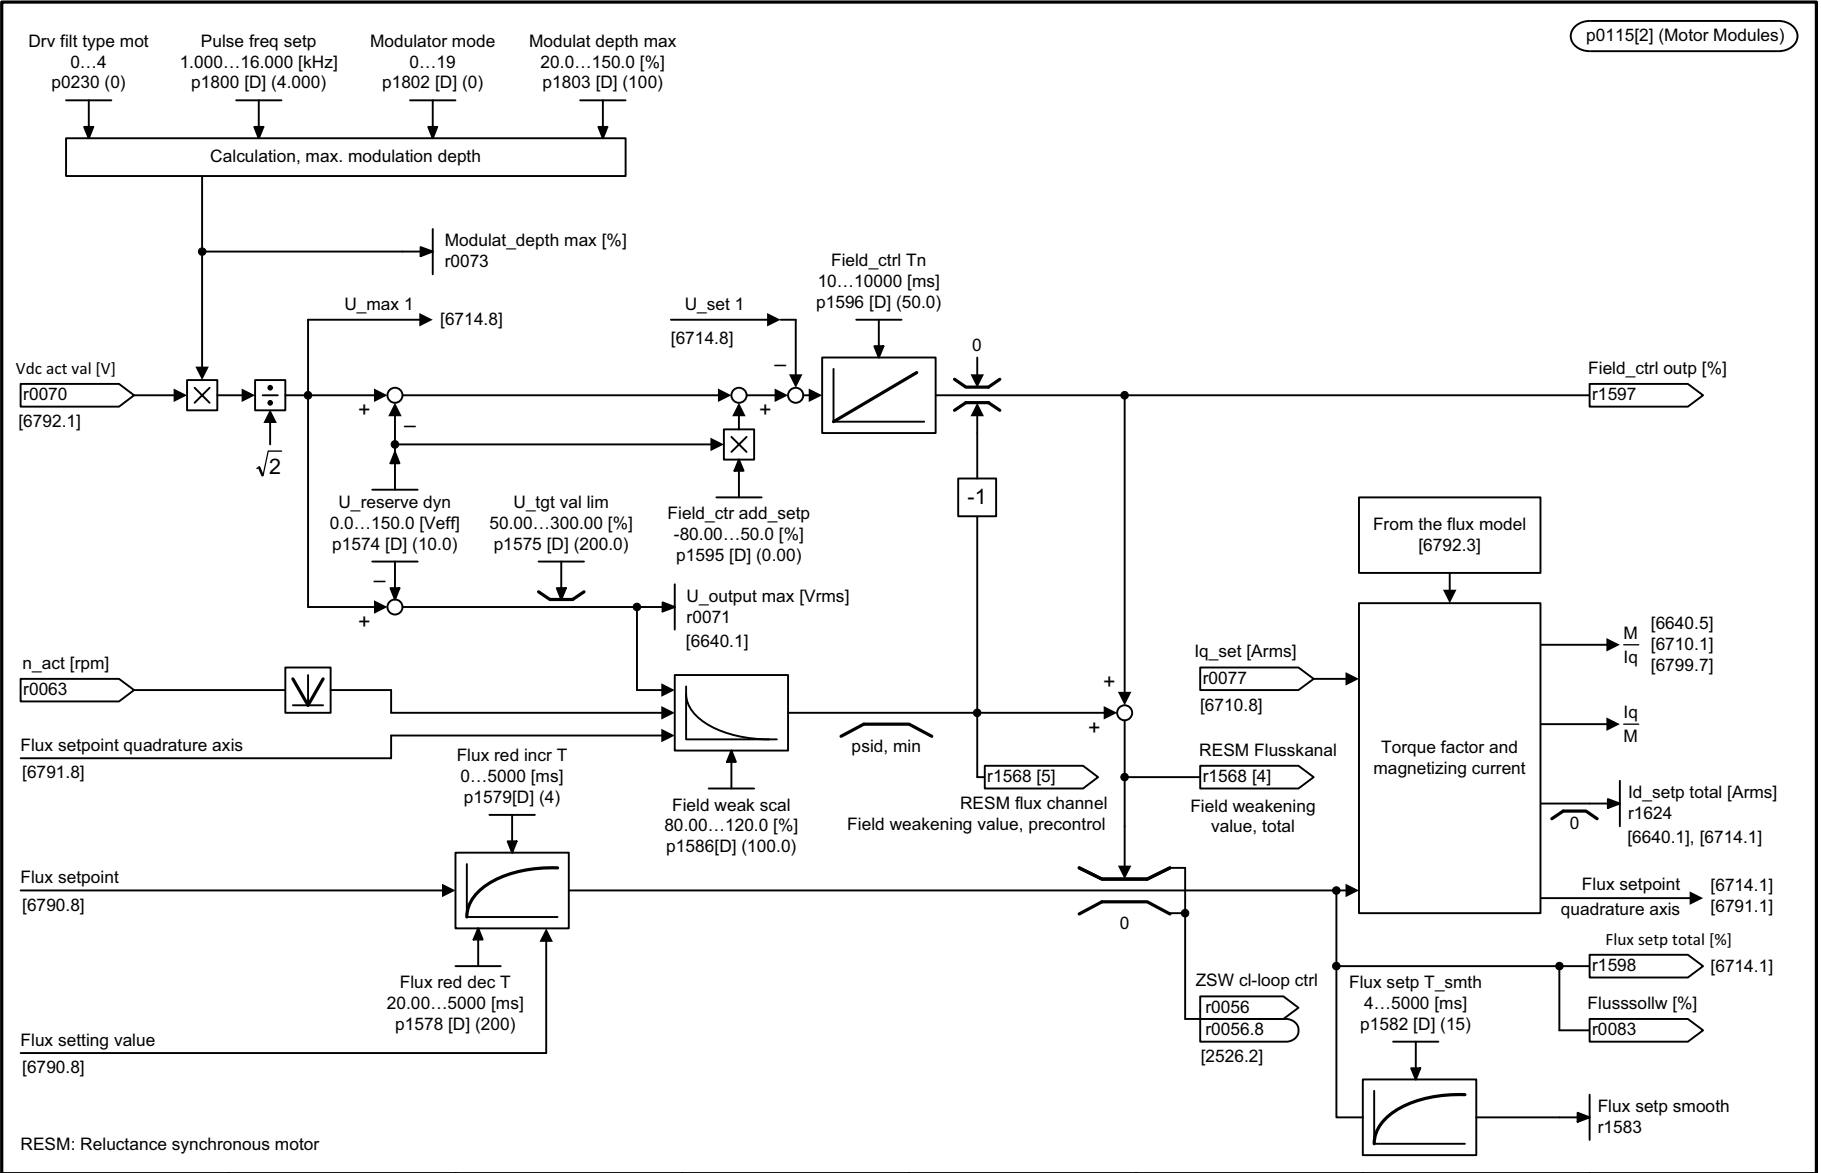 Drv filt type mot
0…4
p0230 (0)
Pulse freq setp
1.000…16.000 [kHz]
p1800 [D] (4.000)
Modulator mode
0…19
p1802 [D] (0)
Modulat depth max
20.0…150.0 [%]
p1803 [D] (100)
p0115[2] (Motor Modules)
Calculation, max. modulation depth
Modulat_depth max [%]
r0073
U_max 1
[6714.8]
U_set 1
[6714.8]
Field_ctrl Tn
10…10000 [ms]
p1596 [D] (50.0)
0
Vdc act val [V]
r0070
[6792.1]
×
÷
√2
+
–
+
–
×
Field_ctrl outp [%]
r1597
-1
U_reserve dyn
0.0…150.0 [Veff]
p1574 [D] (10.0)
–
+
U_tgt val lim
50.00…300.00 [%]
p1575 [D] (200.0)
Field_ctr add_setp
-80.00…50.0 [%]
p1595 [D] (0.00)
U_output max [Vrms]
r0071
[6640.1]
From the flux model
[6792.3]
n_act [rpm]
r0063
Flux setpoint quadrature axis
[6791.8]
psid, min
+
+
Iq_set [Arms]
r0077
[6710.8]
M
Iq
[6640.5]
[6710.1]
[6799.7]
Iq
M
Torque factor and
magnetizing current
Flux red incr T
0…5000 [ms]
p1579[D] (4)
Field weak scal
80.00…120.0 [%]
p1586[D] (100.0)
r1568 [5]
RESM flux channel
Field weakening value, precontrol
RESM Flusskanal
r1568 [4]
Field weakening
value, total
0
Id_setp total [Arms]
r1624
[6640.1], [6714.1]
Flux setpoint
[6790.8]
0
Flux setpoint
quadrature axis
[6714.1]
[6791.1]
Flux red dec T
20.00…5000 [ms]
p1578 [D] (200)
Flux setting value
[6790.8]
ZSW cl-loop ctrl
r0056
r0056.8
[2526.2]
Flux setp T_smth
4…5000 [ms]
p1582 [D] (15)
Flux setp total [%]
r1598
[6714.1]
Flusssollw [%]
r0083
Flux setp smooth
r1583
RESM: Reluctance synchronous motor